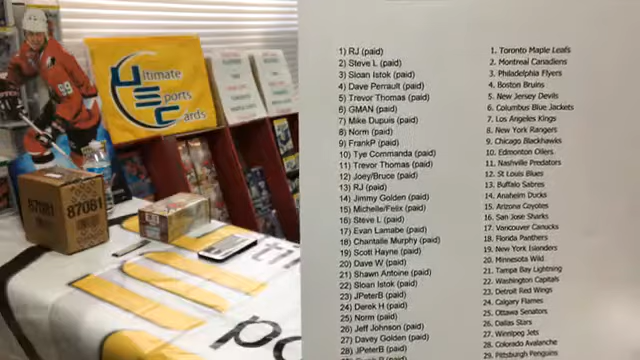 99
Ultimate
Sports
Cards
87061
87061
ti
po
1) RJ (paid)
2) Steve L (paid)
3) Sloan Istok (paid)
4) Dave Perrault (paid)
5) Trevor Thomas (paid)
6) GMAN (paid)
7) Mike Dupuis (paid)
8) Norm (paid)
9) FrankP (paid)
10) Tye Commanda (paid)
11) Trevor Thomas (paid)
12) Joey/Bruce (paid)
13) RJ (paid)
14) Jimmy Golden (paid)
15) Michelle/Felix (paid)
16) Steve L (paid)
17) Evan Lamabe (paid)
18) Chantalle Murphy (paid)
19) Scott Hayne (paid)
20) Dave W (paid)
21) Shawn Antoine (paid)
22) Sloan Istok (paid)
23) JPeterB (paid)
24) Derek H (paid)
25) Norm (paid)
26) Jeff Johnson (paid)
27) Davey Golden (paid)
28) JPeterB (paid)
1. Toronto Maple Leafs
2. Montreal Canadiens
3. Philadelphia Flyers
4. Boston Bruins
5. New Jersey Devils
6. Columbus Blue Jackets
7. Los Angeles Kings
8. New York Rangers
9. Chicago Blackhawks
10. Edmonton Oilers
11. Nashville Predators
12. St Louis Blues
13. Buffalo Sabres
14. Anaheim Ducks
15. Arizona Coyotes
16. San Jose Sharks
17. Vancouver Canucks
18. Florida Panthers
19. New York Islanders
20. Minnesota Wild
21. Tampa Bay Lightning
22. Washington Capitals
23. Detroit Red Wings
24. Calgary Flames
25. Ottawa Senators
26. Dallas Stars
27. Winnipeg Jets
28. Colorado Avalanche
29. Pittsburgh Penguins